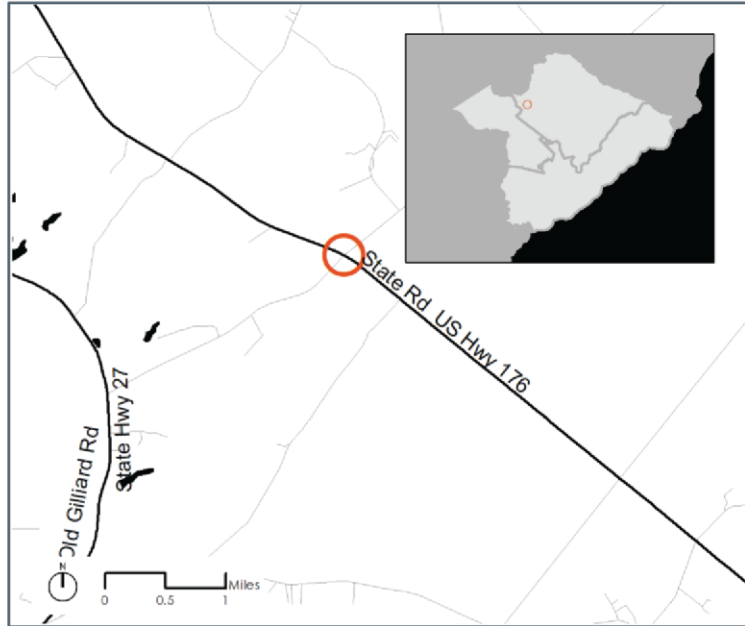 State Rd US Hwy 176
State Hwy 27
Old Gilliard Rd
N
Miles
0 0.5 1